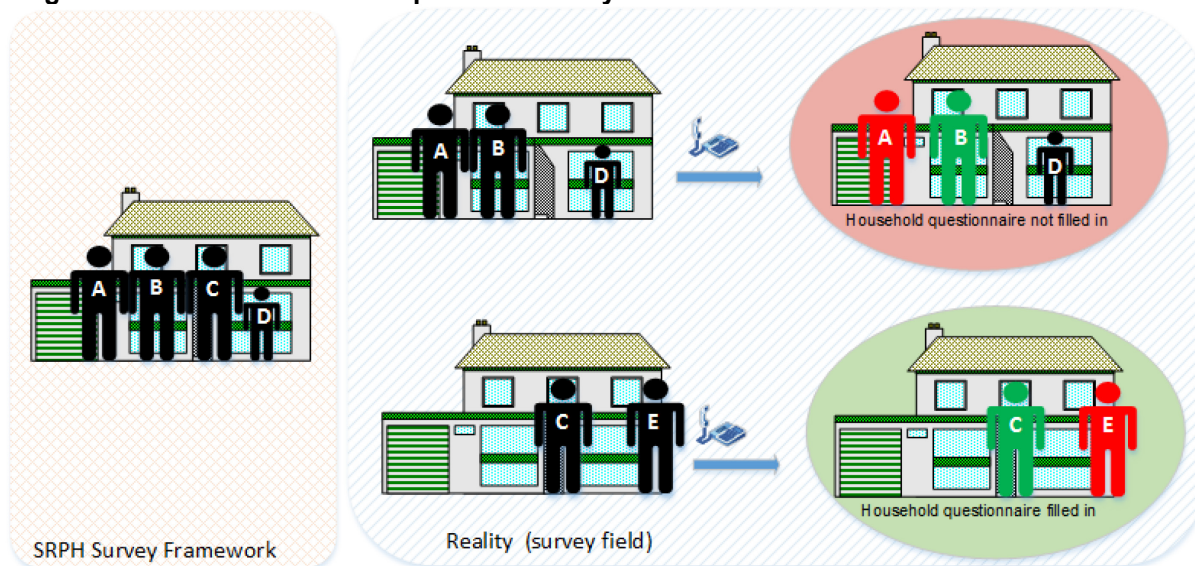 A B D
A B D
Household questionnaire not filled in
A B C D
C E
C E
Household questionnaire filled in
SRPH Survey Framework
Reality (survey field)